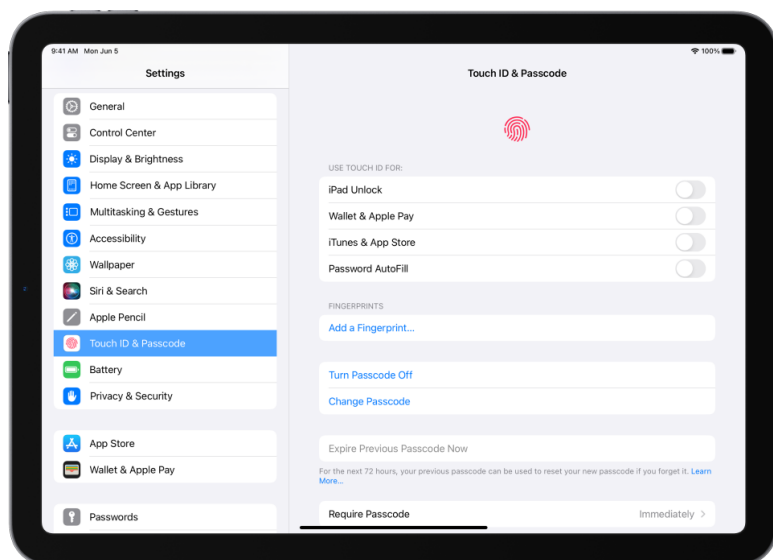 9:41 AM Mon Jun 5
100%
Settings
General
Control Center
Display & Brightness
Home Screen & App Library
Multitasking & Gestures
Accessibility
Wallpaper
Siri & Search
Apple Pencil
Touch ID & Passcode
Battery
Privacy & Security
App Store
Wallet & Apple Pay
Passwords
Touch ID & Passcode
USE TOUCH ID FOR:
iPad Unlock
Wallet & Apple Pay
iTunes & App Store
Password AutoFill
FINGERPRINTS
Add a Fingerprint...
Turn Passcode Off
Change Passcode
Expire Previous Passcode Now
For the next 72 hours, your previous passcode can be used to reset your new passcode if you forget it. Learn
More...
Require Passcode
Immediately